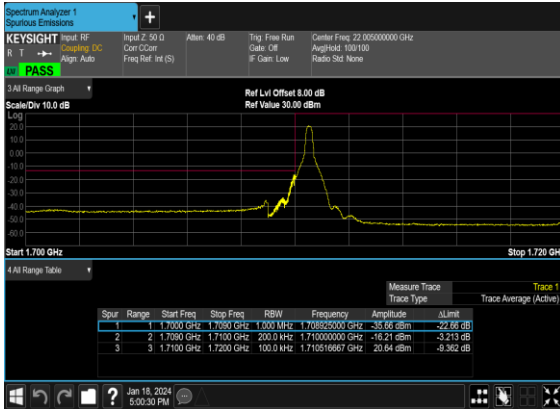 Spectrum Analyzer 1
Spurious Emissions
KEYSIGHT Input: RF Input Z: 50 Ω Atten: 40 dB Trig: Free Run Center Freq: 22.005000000 GHz
R T Coupling: DC Corr CCorr Gate: Off Avg|Hold: 100/100
Align: Auto Freq Ref: Int (S) IF Gain: Low Radio Std: None
PASS
3 All Range Graph
Ref Lvl Offset 8.00 dB
Scale/Div 10.0 dB Ref Value 30.00 dBm
Log
20.0
10.0
0.00
-10.0
-20.0
-30.0
-40.0
-50.0
-60.0
Start 1.700 GHz Stop 1.720 GH
4 All Range Table
Measure Trace Trace 1
Trace Type Trace Average (Active)
Spur Range Start Freq Stop Freq RBW Frequency Amplitude ΔLimit
1 1 1.7000 GHz 1.7090 GHz 1.000 MHz 1.708925000 GHz -35.66 dBm -22.66 dB
2 2 1.7090 GHz 1.7100 GHz 200.0 kHz 1.710000000 GHz -16.21 dBm -3.213 dB
3 3 1.7100 GHz 1.7200 GHz 100.0 kHz 1.710516667 GHz 20.64 dBm -9.362 dB
? Jan 18, 2024
5:00:30 PM